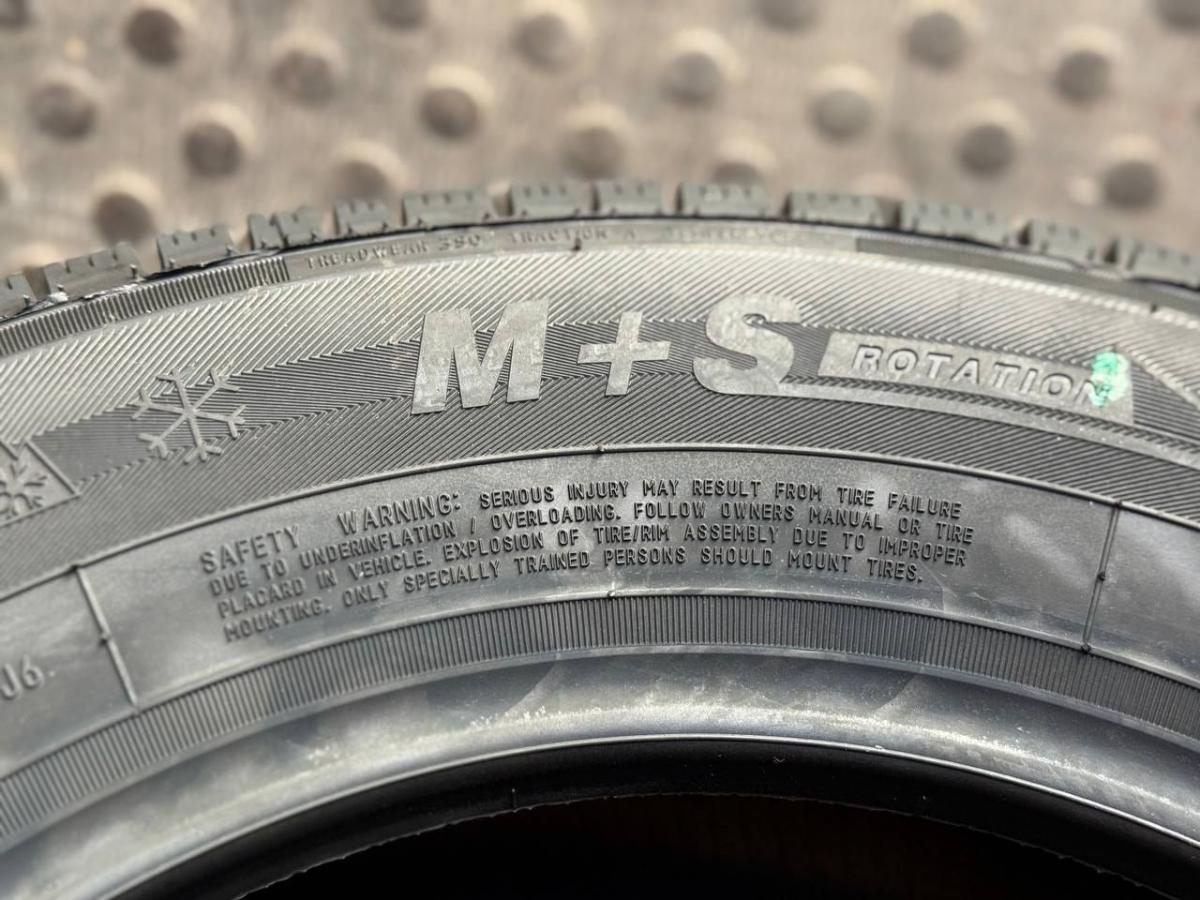 TREADWEAR 390 TRACTION A
M+S ROTATION
SAFETY WARNING: SERIOUS INJURY MAY RESULT FROM TIRE FAILURE
DUE TO UNDERINFLATION / OVERLOADING. FOLLOW OWNERS MANUAL OR TIRE
PLACARD IN VEHICLE. EXPLOSION OF TIRE/RIM ASSEMBLY DUE TO IMPROPER
MOUNTING. ONLY SPECIALLY TRAINED PERSONS SHOULD MOUNT TIRES.
J6.